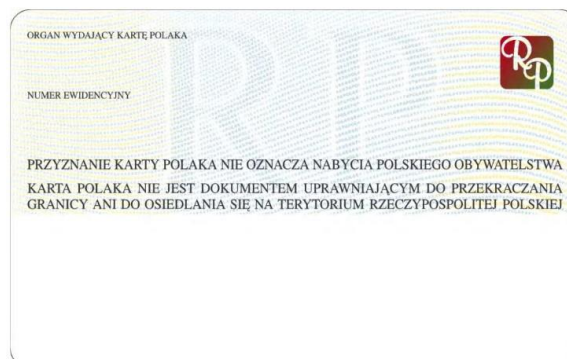 ORGAN WYDAJĄCY KARTĘ POLAKA
RP
NUMER EWIDENCYJNY
PRZYZNANIE KARTY POLAKA NIE OZNACZA NABYCIA POLSKIEGO OBYWATELSTWA
KARTA POLAKA NIE JEST DOKUMENTEM UPRAWNIAJĄCYM DO PRZEKRACZANIA
GRANICY ANI DO OSIEDLANIA SIĘ NA TERYTORIUM RZECZYPOSPOLITEJ POLSKIEJ